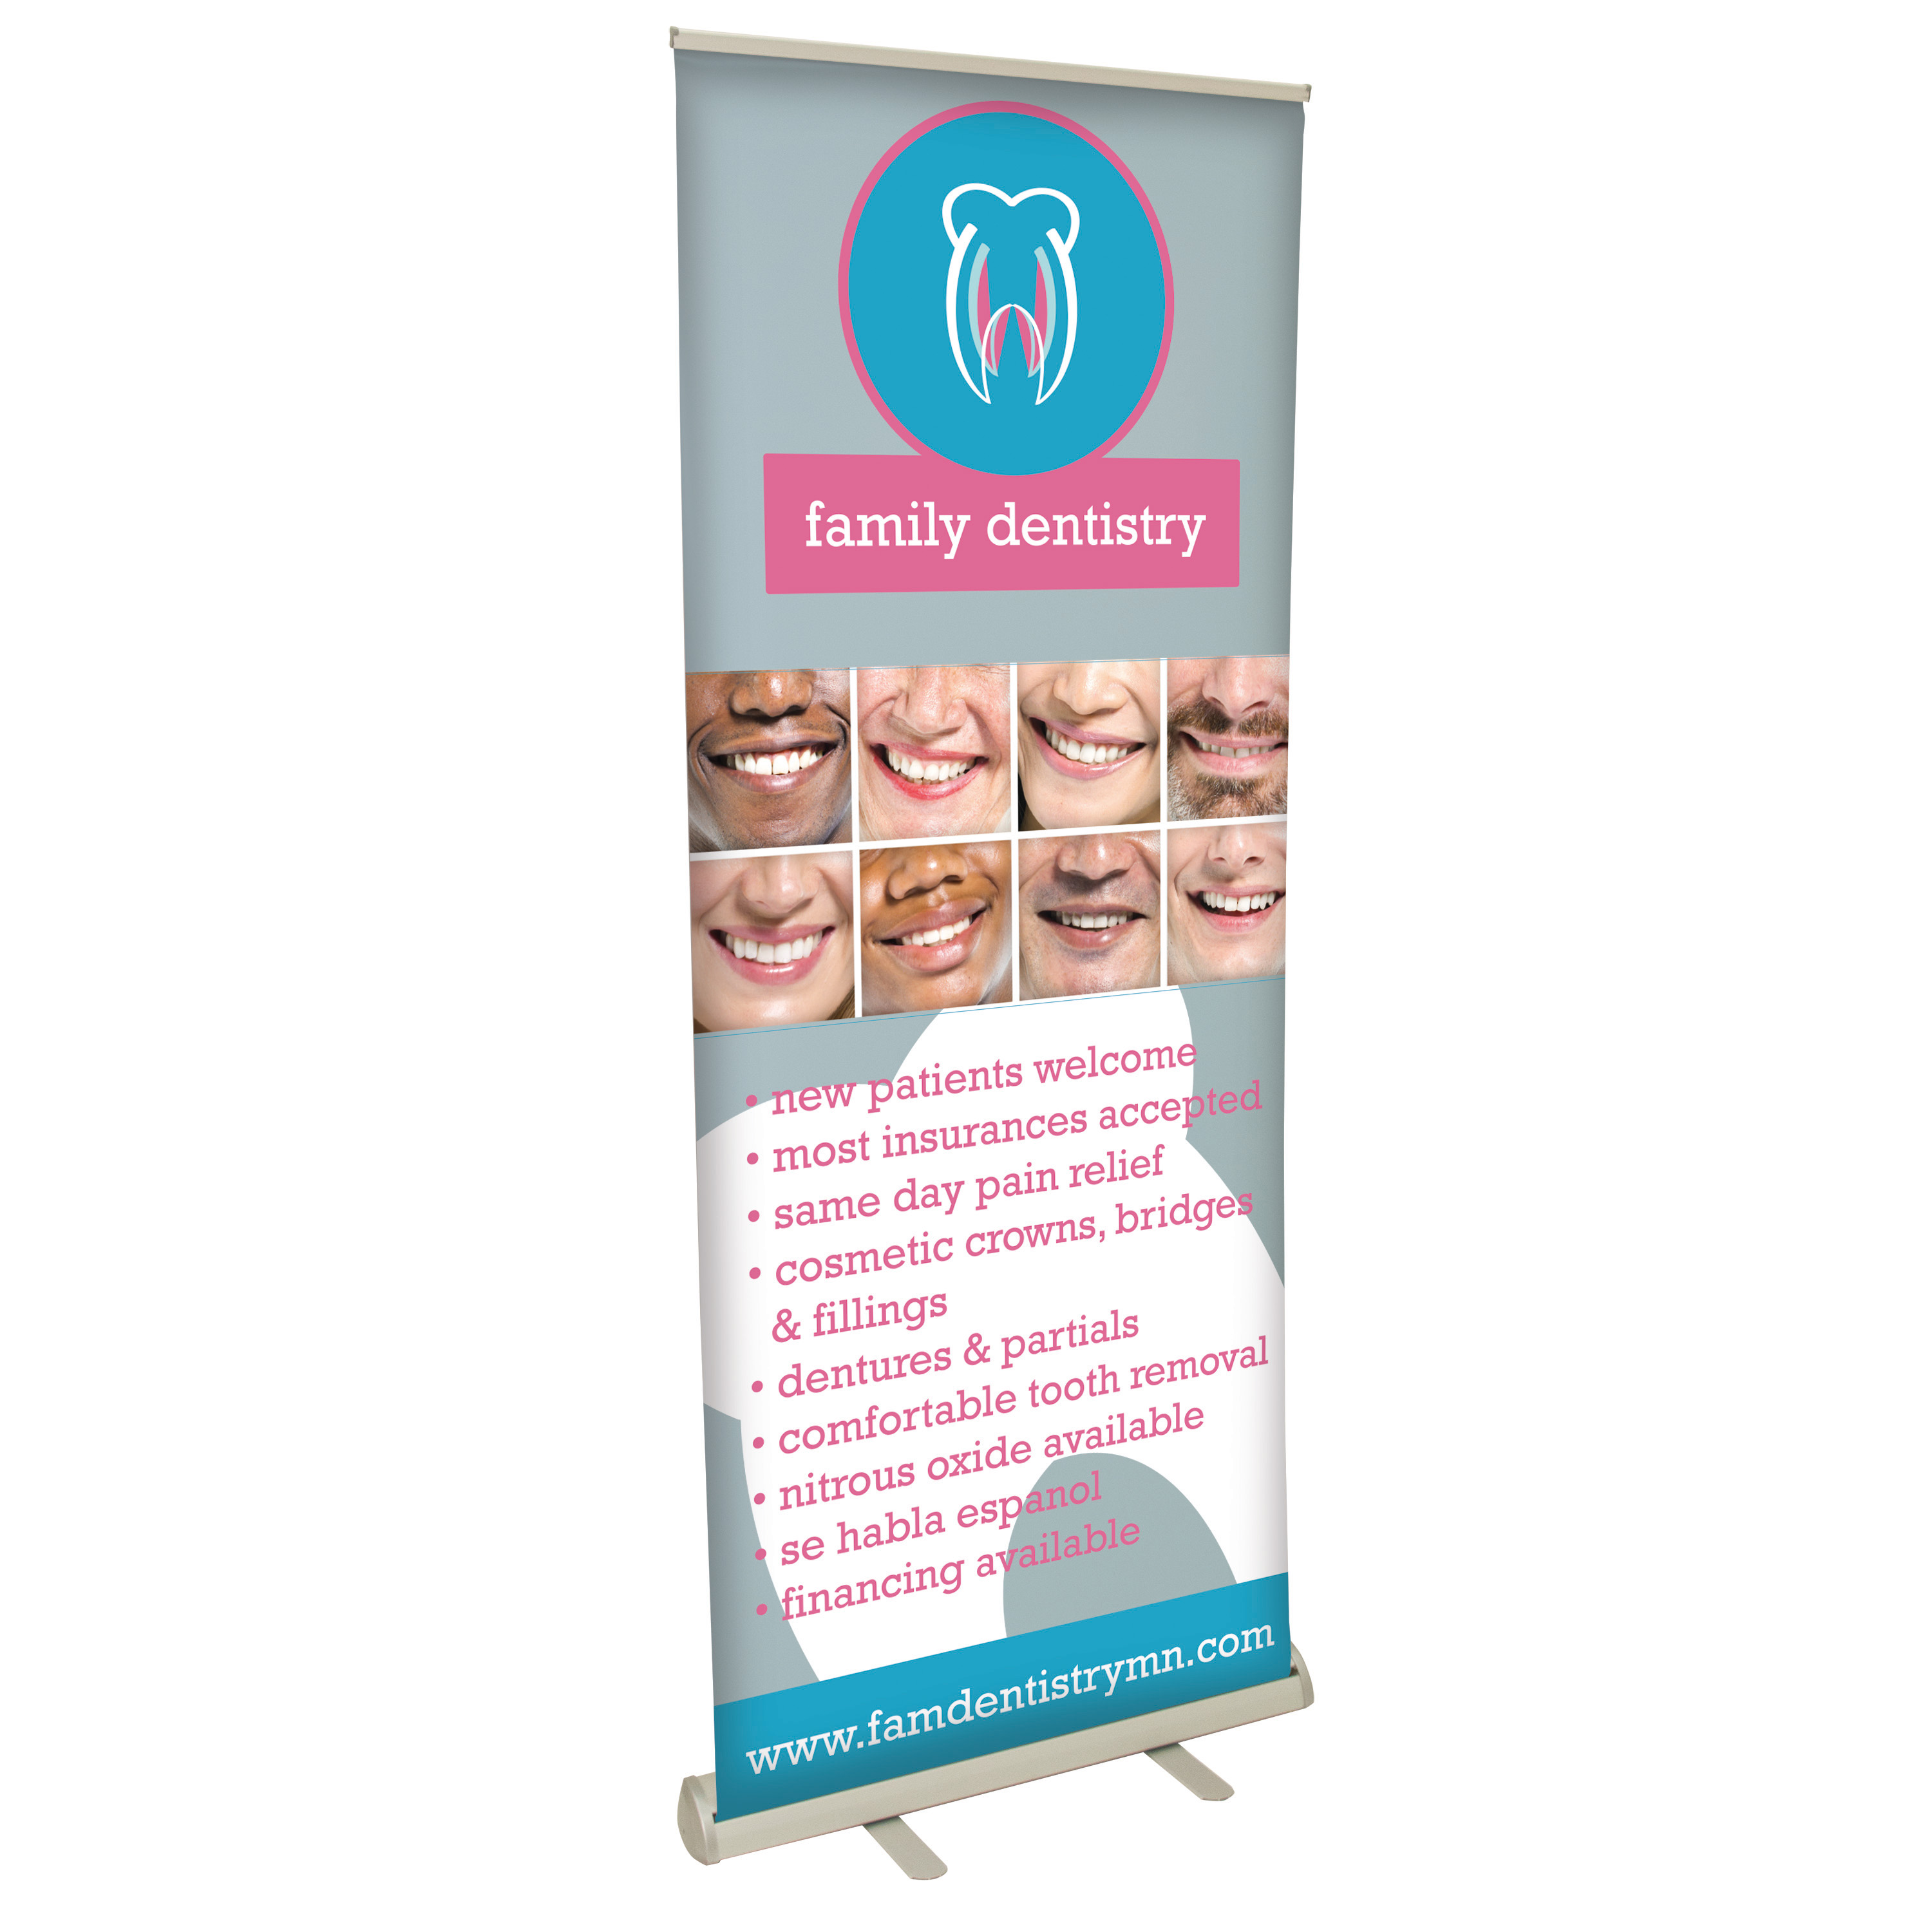 family dentistry
• new patients welcome
• most insurances accepted
• same day pain relief
• cosmetic crowns, bridges
& fillings
• dentures & partials
• comfortable tooth removal
• nitrous oxide available
• se habla espanol
• financing available
www.famdentistrymn.com